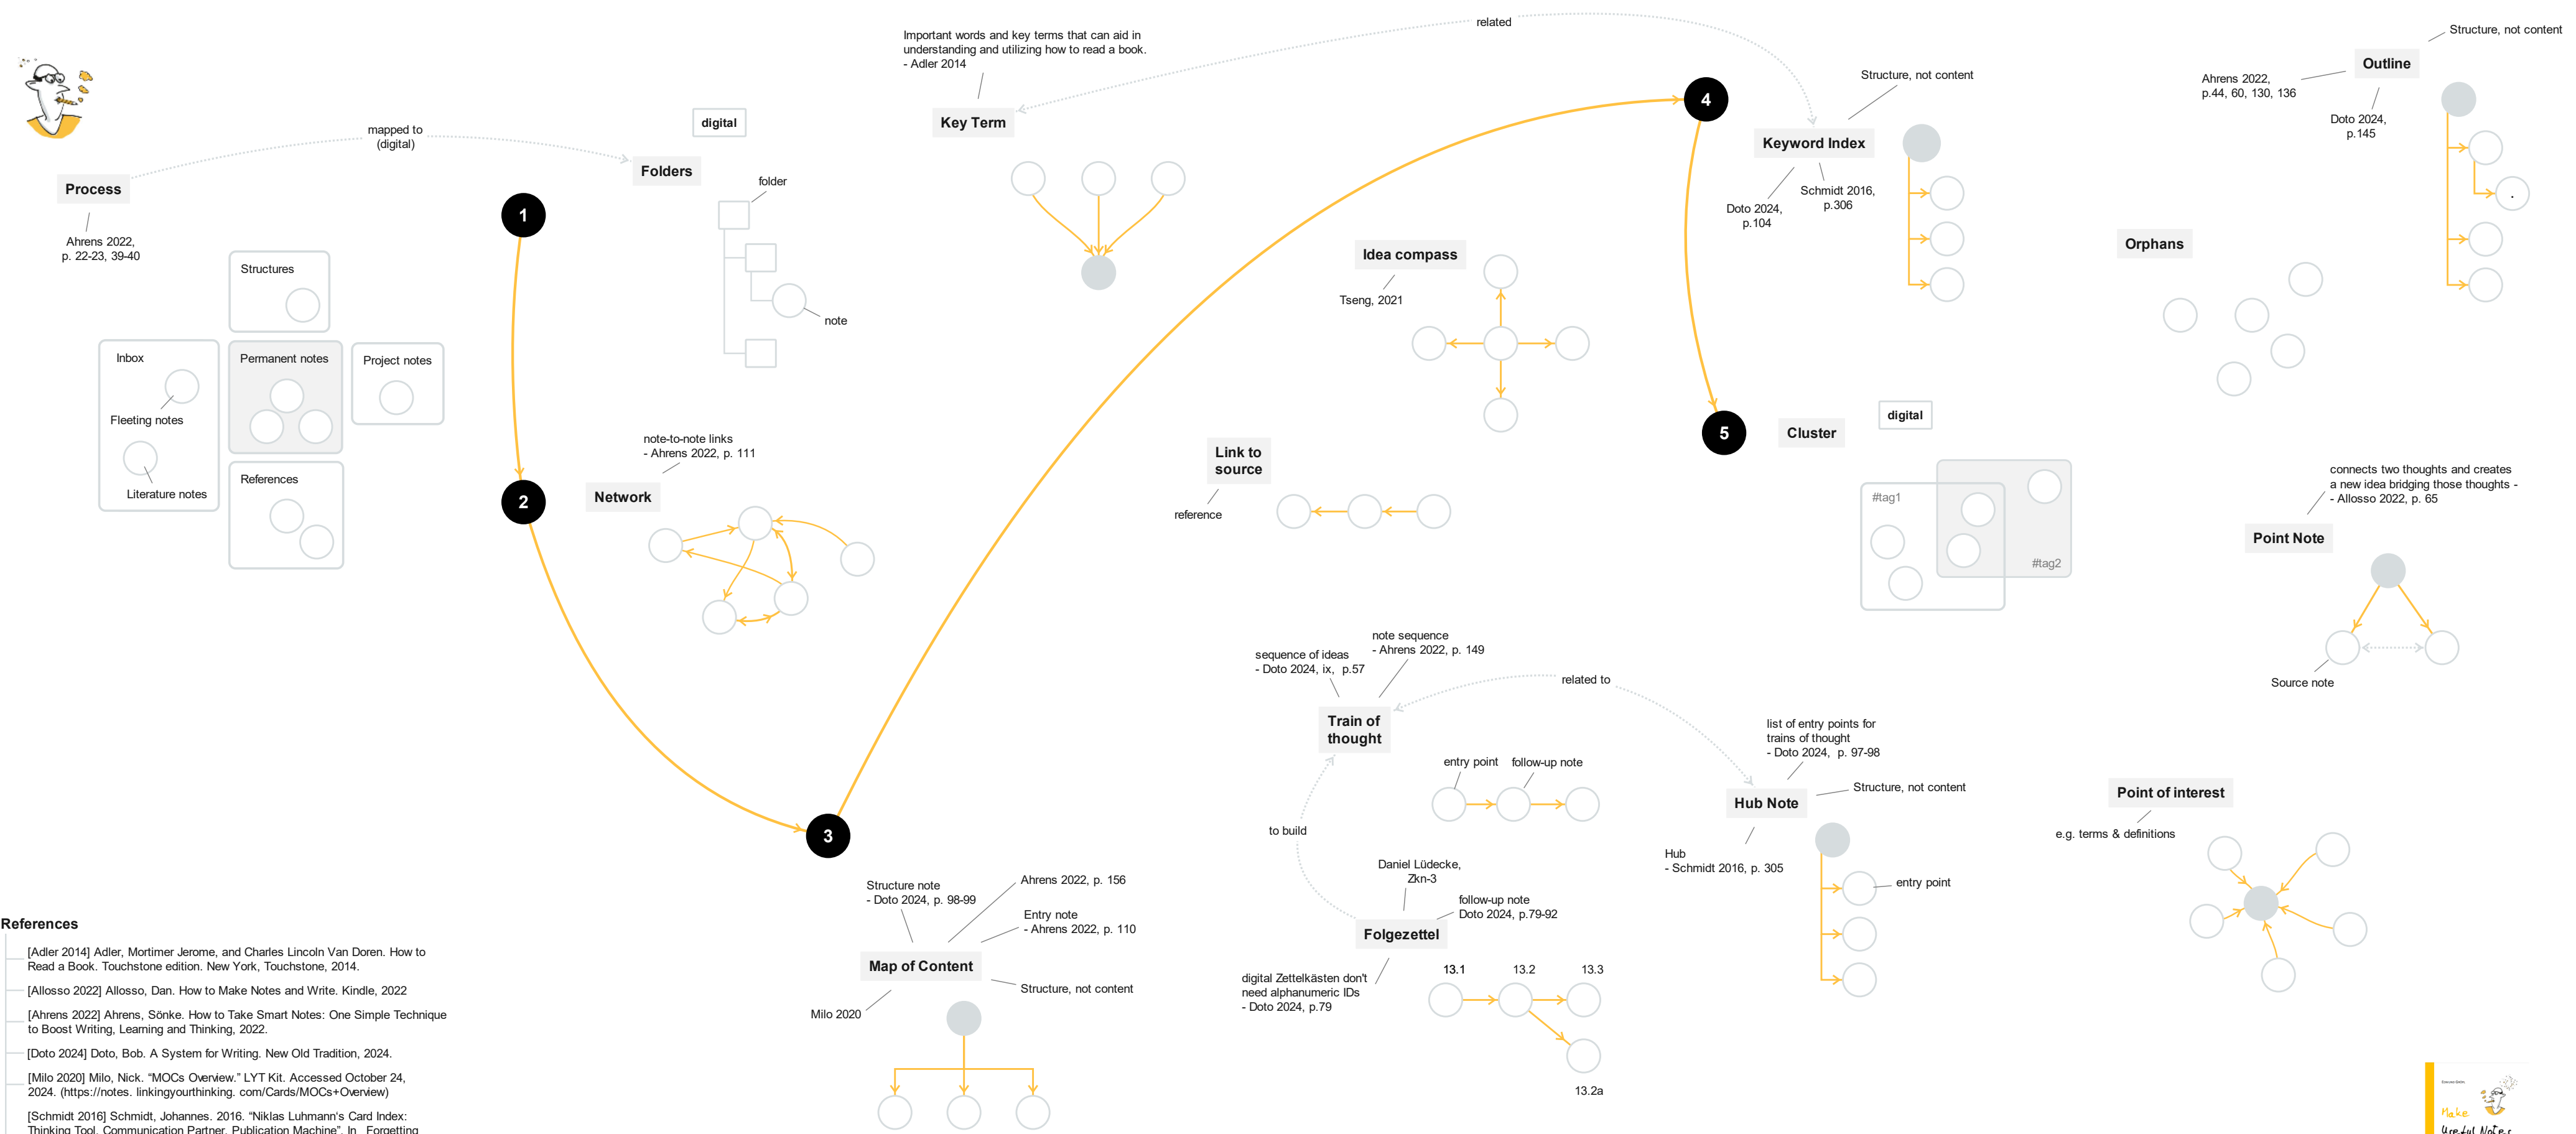 related
Important words and key terms that can aid in
understanding and utilizing how to read a book.
- Adler 2014
Key Term
Structure, not content
Outline
Ahrens 2022,
p.44, 60, 130, 136
Doto 2024,
p.145
.
mapped to
(digital)
digital
Process
Ahrens 2022,
p. 22-23, 39-40
Folders
folder
note
1
4
Structure, not content
Keyword Index
Doto 2024,
p.104
Schmidt 2016,
p.306
Structures
Inbox
Fleeting notes
Literature notes
Permanent notes
Project notes
References
Idea compass
Tseng, 2021
Orphans
2
note-to-note links
- Ahrens 2022, p. 111
Network
Link to
source
reference
5
Cluster
digital
#tag1
#tag2
connects two thoughts and creates
a new idea bridging those thoughts -
- Allosso 2022, p. 65
Point Note
Source note
note sequence
- Ahrens 2022, p. 149
sequence of ideas
- Doto 2024, ix, p.57
Train of
thought
related to
entry point
follow-up note
to build
list of entry points for
trains of thought
- Doto 2024, p. 97-98
Structure, not content
Hub Note
Hub
- Schmidt 2016, p. 305
entry point
Point of interest
e.g. terms & definitions
3
Structure note
- Doto 2024, p. 98-99
Ahrens 2022, p. 156
Entry note
- Ahrens 2022, p. 110
Map of Content
Structure, not content
Milo 2020
Daniel Lüdecke,
Zkn-3
follow-up note
Doto 2024, p.79-92
Folgezettel
digital Zettelkästen don't
need alphanumeric IDs
- Doto 2024, p.79
13.1
13.2
13.3
13.2a
References
[Adler 2014] Adler, Mortimer Jerome, and Charles Lincoln Van Doren. How to
Read a Book. Touchstone edition. New York, Touchstone, 2014.
[Allosso 2022] Allosso, Dan. How to Make Notes and Write. Kindle, 2022
[Ahrens 2022] Ahrens, Sönke. How to Take Smart Notes: One Simple Technique
to Boost Writing, Learning and Thinking, 2022.
[Doto 2024] Doto, Bob. A System for Writing. New Old Tradition, 2024.
[Milo 2020] Milo, Nick. “MOCs Overview.” LYT Kit. Accessed October 24,
2024. (https://notes. linkingyourthinking. com/Cards/MOCs+Overview)
[Schmidt 2016] Schmidt, Johannes. 2016. “Niklas Luhmann's Card Index:
Thinking Tool, Communication Partner, Publication Machine”. In Forgetting
Make
Useful Notes